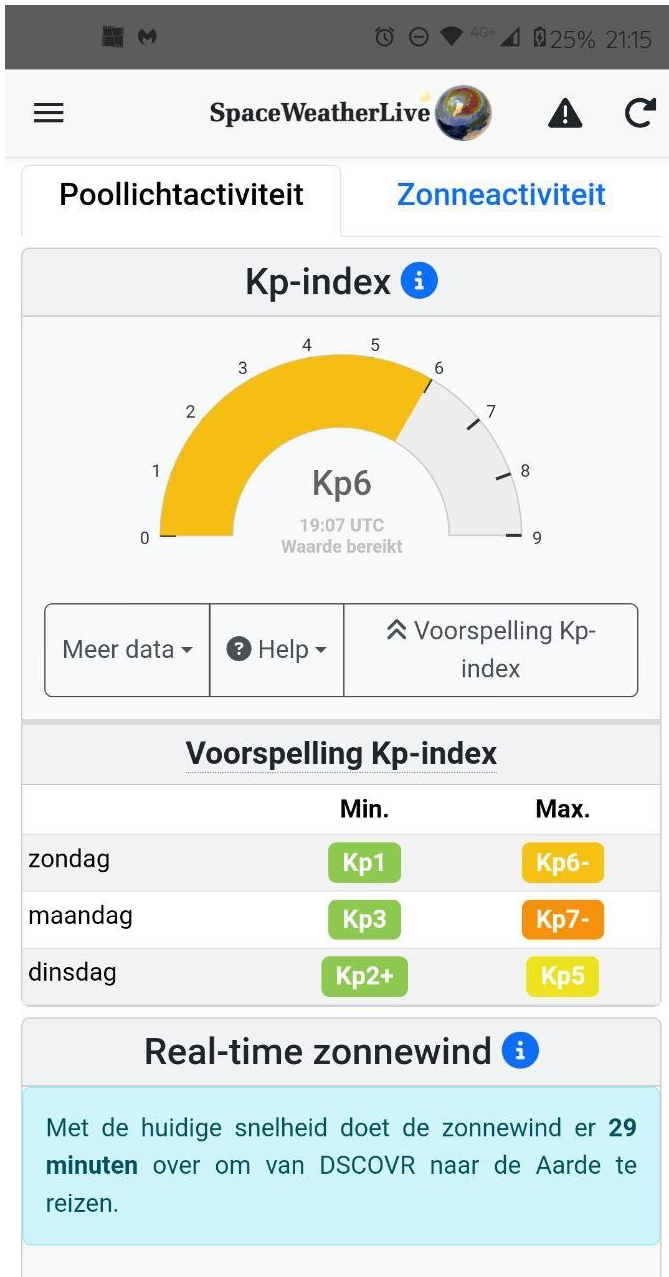 4G+ 25% 21:15
SpaceWeatherLive
Poollichtactiviteit Zonneactiviteit
Kp-index
0 1 2 3 4 5 6 7 8 9
Kp6
19:07 UTC
Waarde bereikt
Meer data
Help
Voorspelling Kp-
index
Voorspelling Kp-index
Min. Max.
zondag Kp1 Kp6-
maandag Kp3 Kp7-
dinsdag Kp2+ Kp5
Real-time zonnewind
Met de huidige snelheid doet de zonnewind er 29
minuten over om van DSCOVR naar de Aarde te
reizen.